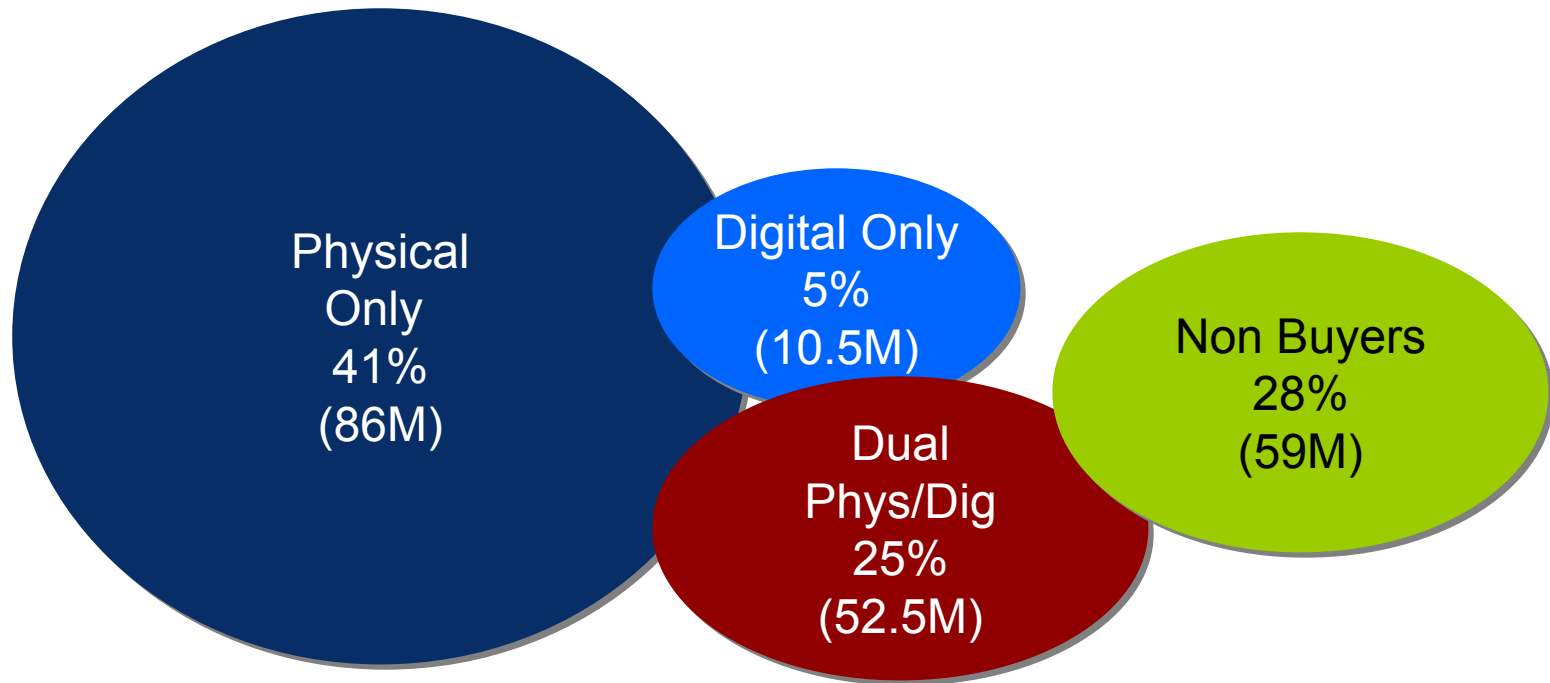 Physical
Only
41%
(86M)
Digital Only
5%
(10.5M)
Dual
Phys/Dig
25%
(52.5M)
Non Buyers
28%
(59M)